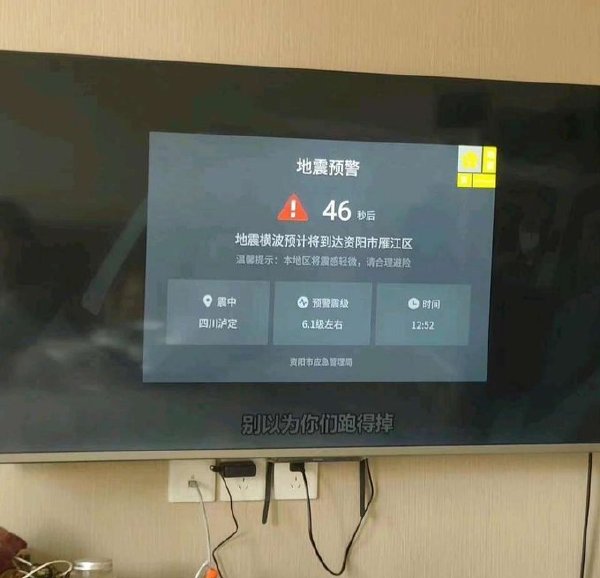 地震预警
46 秒后
地震横波预计将到达资阳市雁江区
温馨提示：本地区将震感轻微，请合理避险
震中
四川泸定
预警震级
6.1级左右
时间
12:52
资阳市应急管理局
别以为你们跑得掉